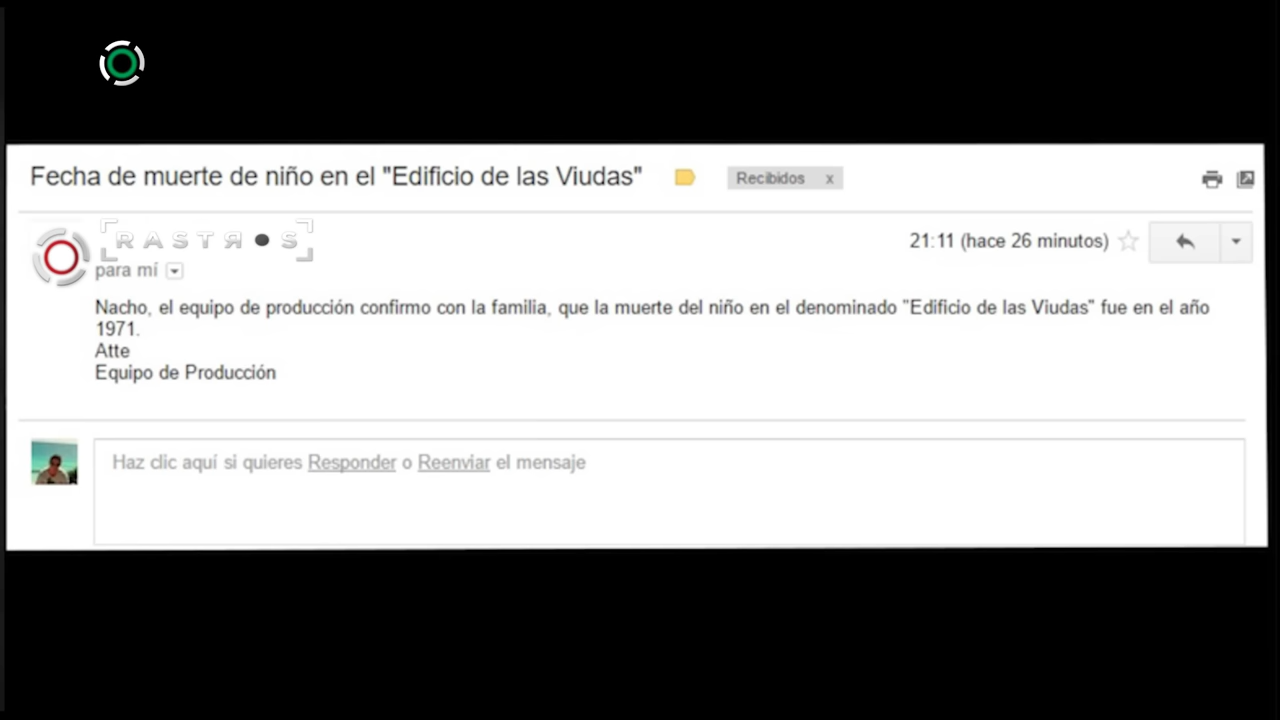 Fecha de muerte de niño en el "Edificio de las Viudas"
Recibidos x
RASTЯ●S
21:11 (hace 26 minutos)
para mí
Nacho, el equipo de producción confirmo con la familia, que la muerte del niño en el denominado "Edificio de las Viudas" fue en el año
1971.
Atte
Equipo de Producción
Haz clic aquí si quieres Responder o Reenviar el mensaje